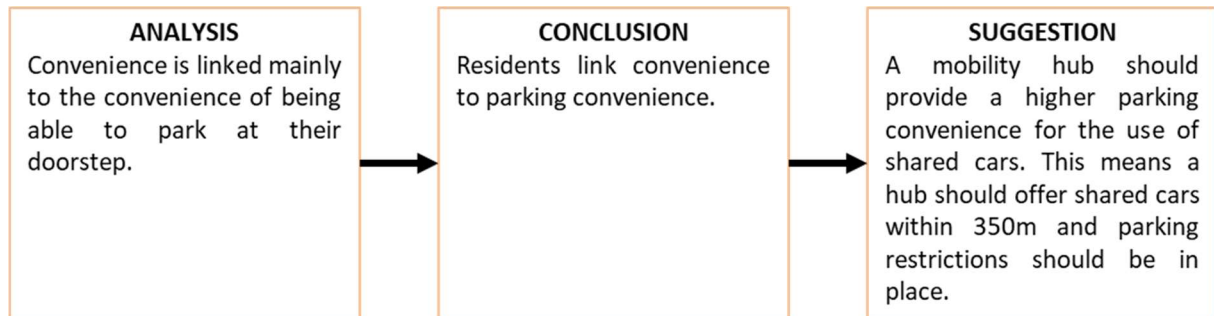 ANALYSIS
Convenience is linked mainly
to the convenience of being
able to park at their
doorstep.
CONCLUSION
Residents link convenience
to parking convenience.
SUGGESTION
A mobility hub should
provide a higher parking
convenience for the use of
shared cars. This means a
hub should offer shared cars
within 350m and parking
restrictions should be in
place.